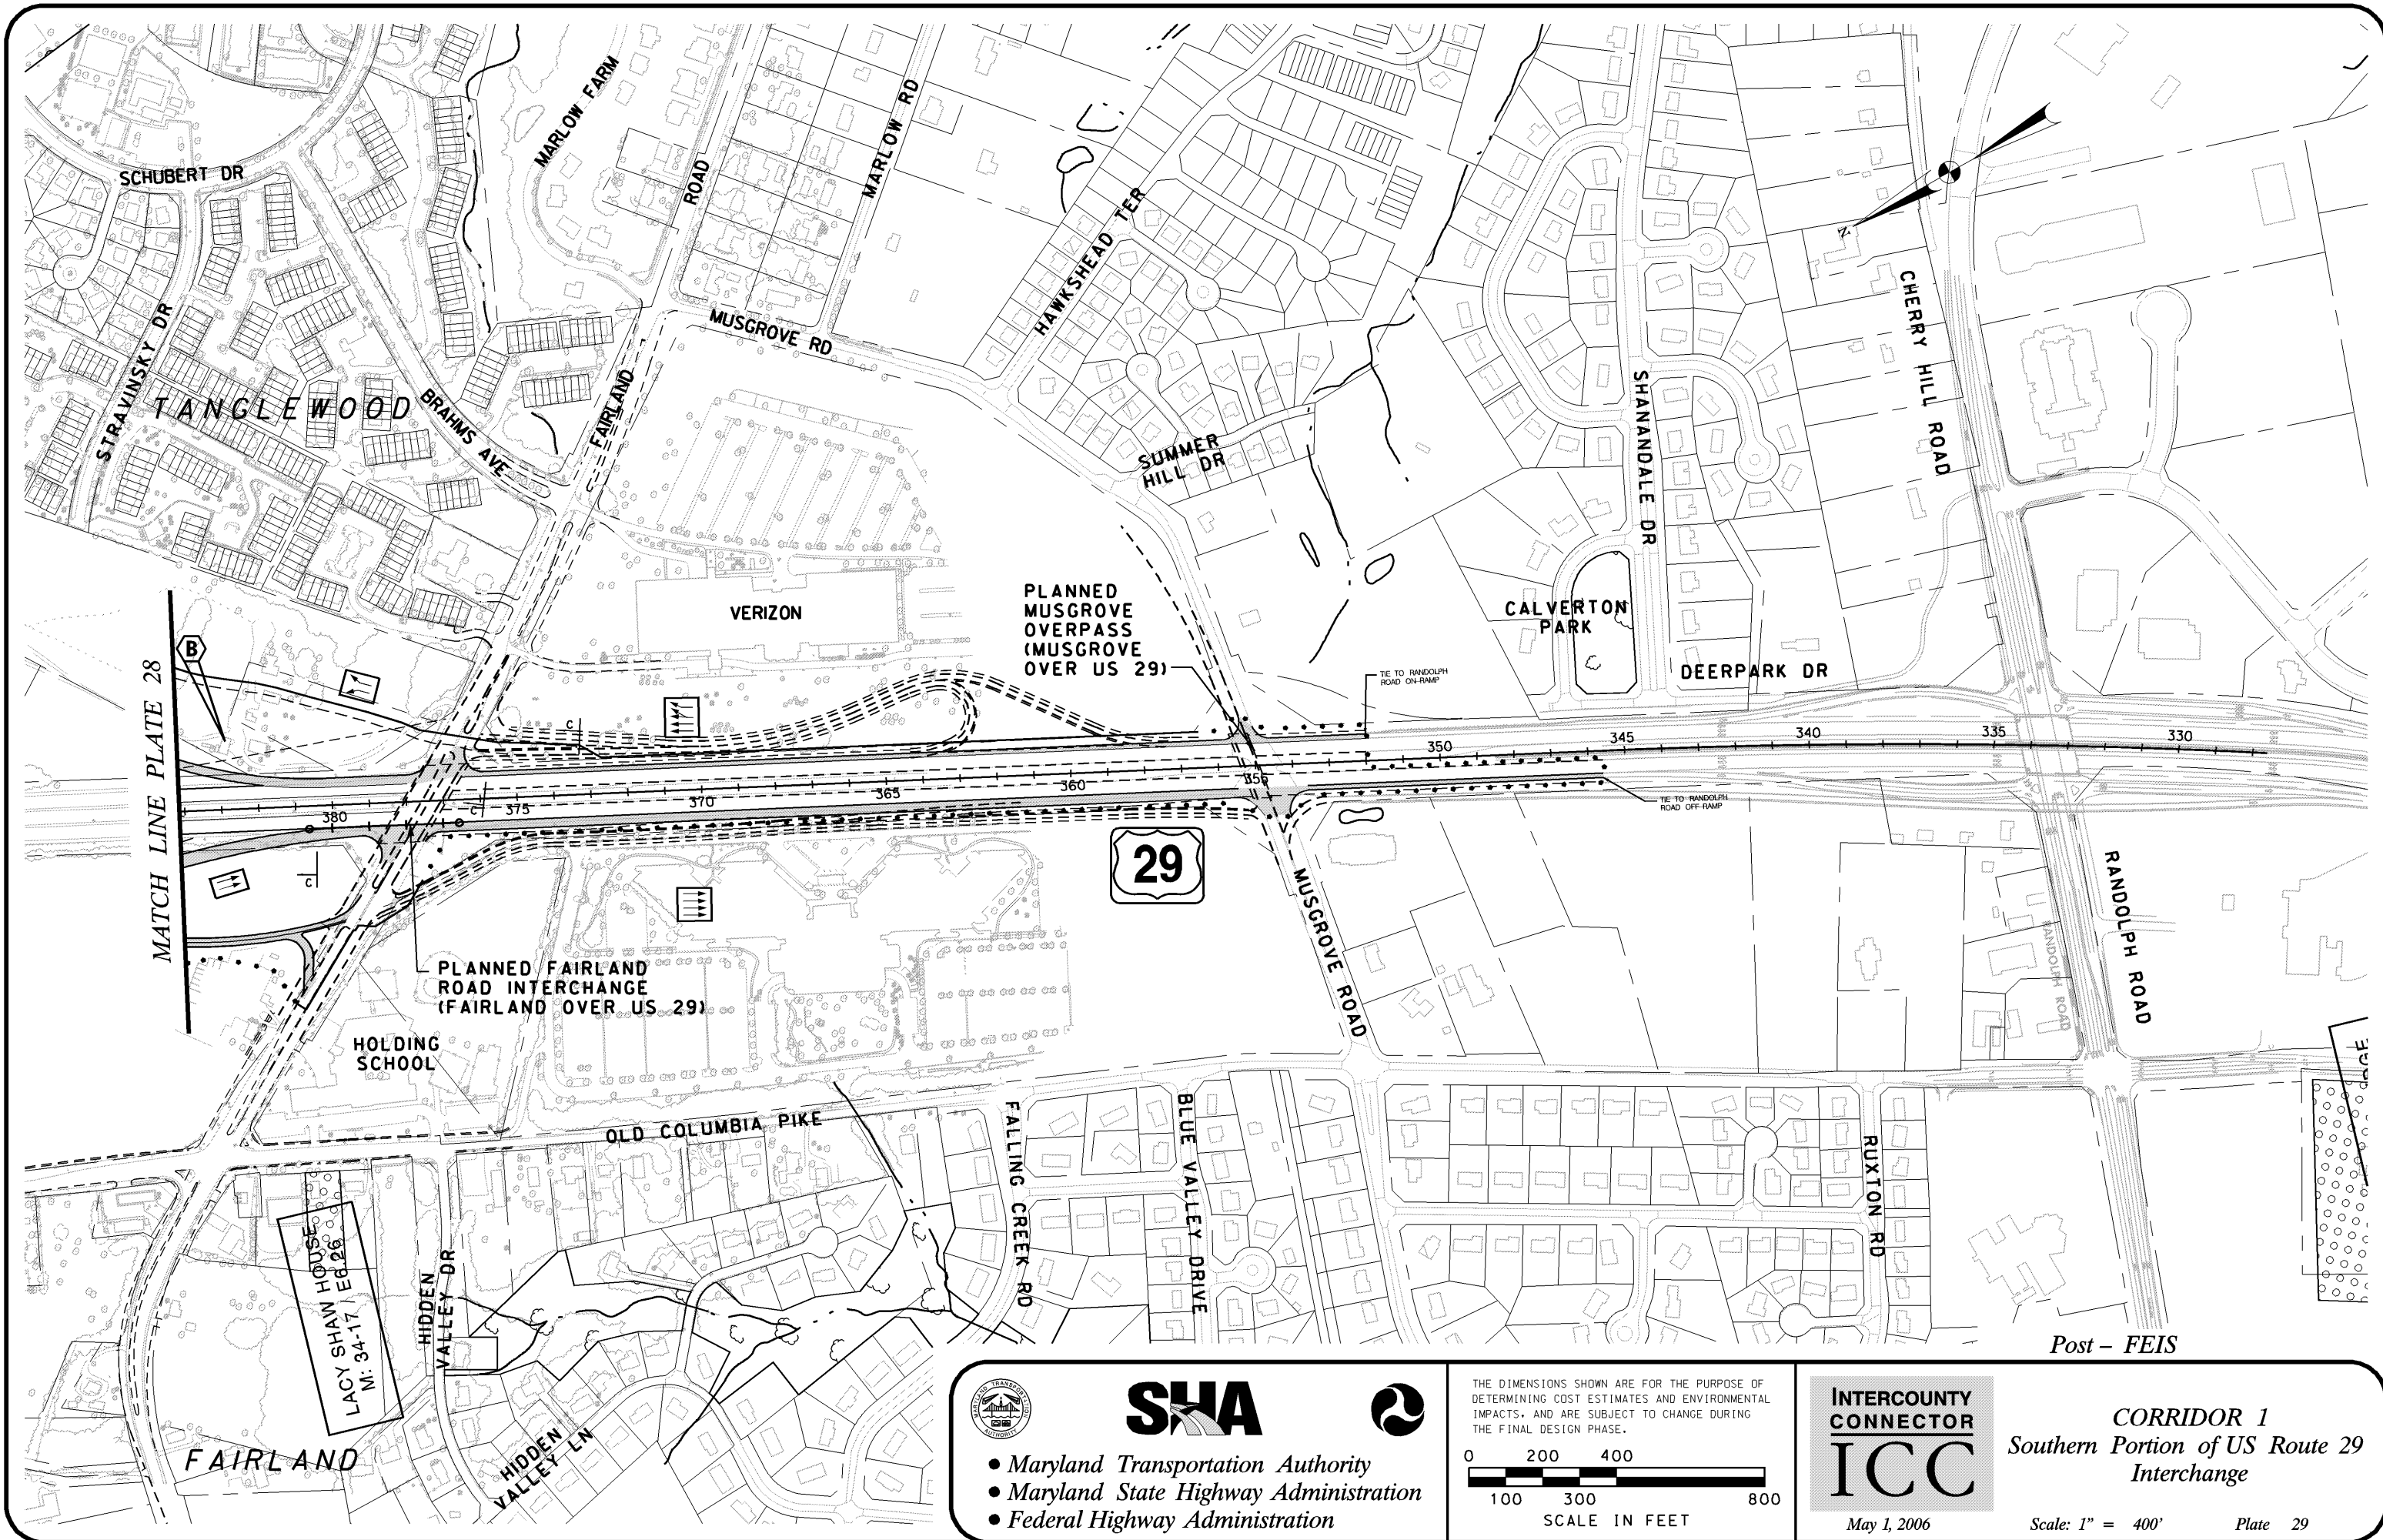 SCHUBERT DR
MARLOW FARM
ROAD
MARLOW RD
STRAVINSKY DR
TANGLEWOOD
BRAHMS AVE
FAIRLAND
MUSGROVE RD
HAWKSHEAD TER
SUMMER
HILL DR
SHANANDALE DR
CHERRY HILL ROAD
N
VERIZON
PLANNED
MUSGROVE
OVERPASS
(MUSGROVE
OVER US 29)
CALVERTON
PARK
DEERPARK DR
TIE TO RANDOLPH
ROAD ON-RAMP
TIE TO RANDOLPH
ROAD OFF RAMP
MATCH LINE PLATE 28
B
C
C
C
380
375
370
365
360
355
350
345
340
335
330
29
MUSGROVE ROAD
RANDOLPH ROAD
RANDOLPH ROAD
PLANNED FAIRLAND
ROAD INTERCHANGE
(FAIRLAND OVER US 29)
HOLDING
SCHOOL
OLD COLUMBIA PIKE
FALLING CREEK RD
BLUE VALLEY DRIVE
RUXTON RD
LACY SHAW HOUSE
M: 34-17 / E6.26
HIDDEN
VALLEY DR
HIDDEN
VALLEY LN
FAIRLAND
Post – FEIS
MARYLAND TRANSPORTATION
AUTHORITY
SHA
• Maryland Transportation Authority
• Maryland State Highway Administration
• Federal Highway Administration
THE DIMENSIONS SHOWN ARE FOR THE PURPOSE OF
DETERMINING COST ESTIMATES AND ENVIRONMENTAL
IMPACTS, AND ARE SUBJECT TO CHANGE DURING
THE FINAL DESIGN PHASE.
0 200 400
100 300 800
SCALE IN FEET
INTERCOUNTY
CONNECTOR
ICC
May 1, 2006
CORRIDOR 1
Southern Portion of US Route 29
Interchange
Scale: 1" = 400' Plate 29